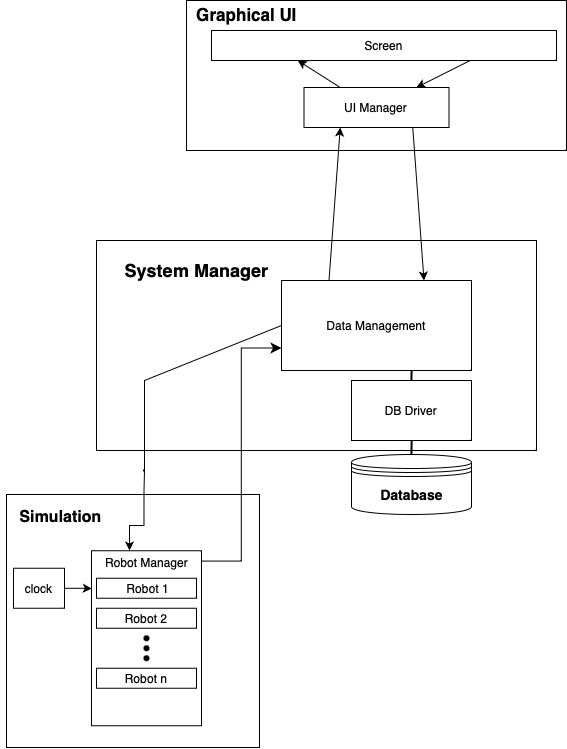 Graphical UI
Screen
UI Manager
System Manager
Data Management
DB Driver
Database
Simulation
Robot Manager
clock
Robot 1
Robot 2
Robot n